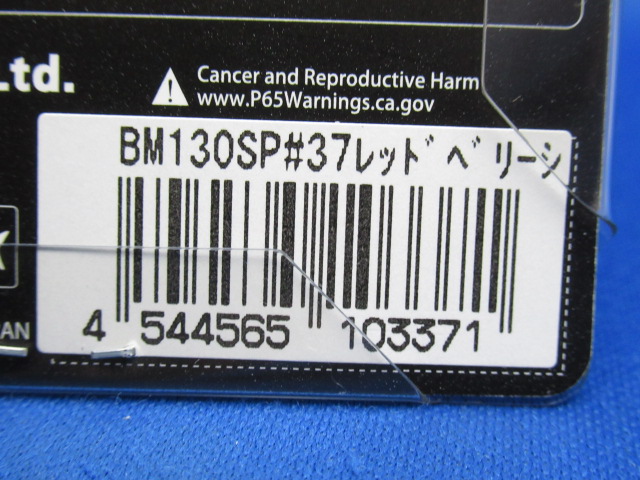 Ltd.
Cancer and Reproductive Harm
www.P65Warnings.ca.gov
BM130SP#37ﾚｯﾄﾞﾍﾞﾘｰｼ
4 544565 103371